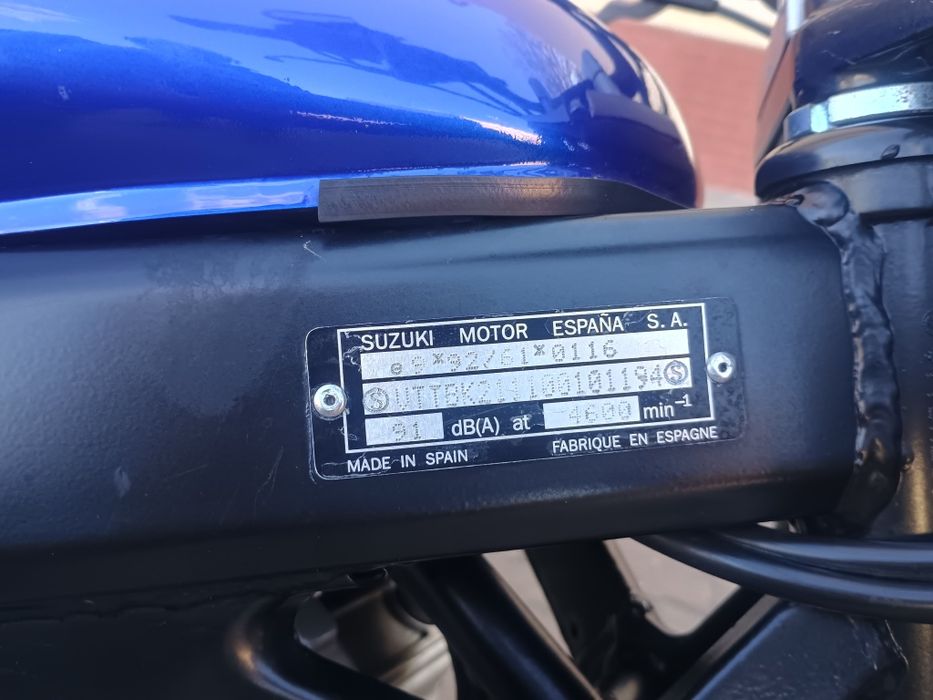 SUZUKI MOTOR ESPAÑA S.A.
e9*92/61*0116
VTTBK211100101194
91 dB(A) at 4600 min⁻¹
MADE IN SPAIN FABRIQUE EN ESPAGNE